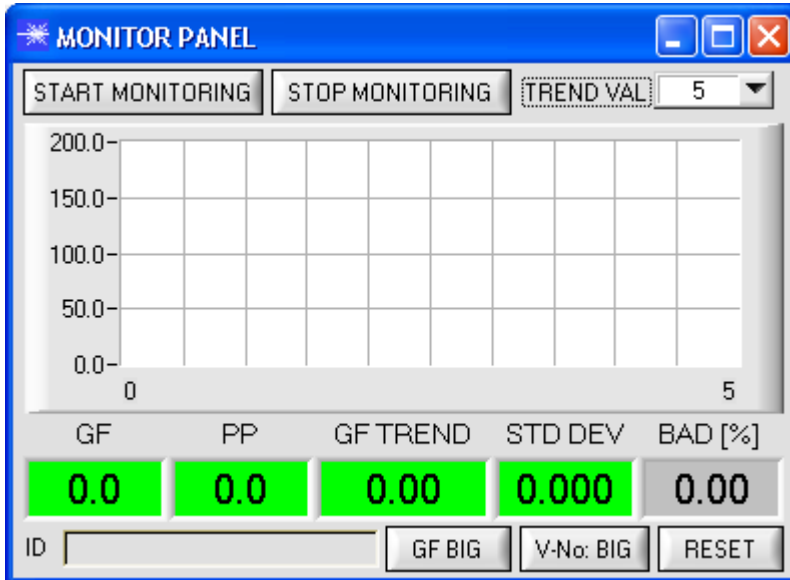 MONITOR PANEL
START MONITORING STOP MONITORING TREND VAL 5
200.0
150.0
100.0
50.0
0.0
0 5
GF PP GF TREND STD DEV BAD [%]
0.0 0.0 0.00 0.000 0.00
ID GF BIG V-No: BIG RESET